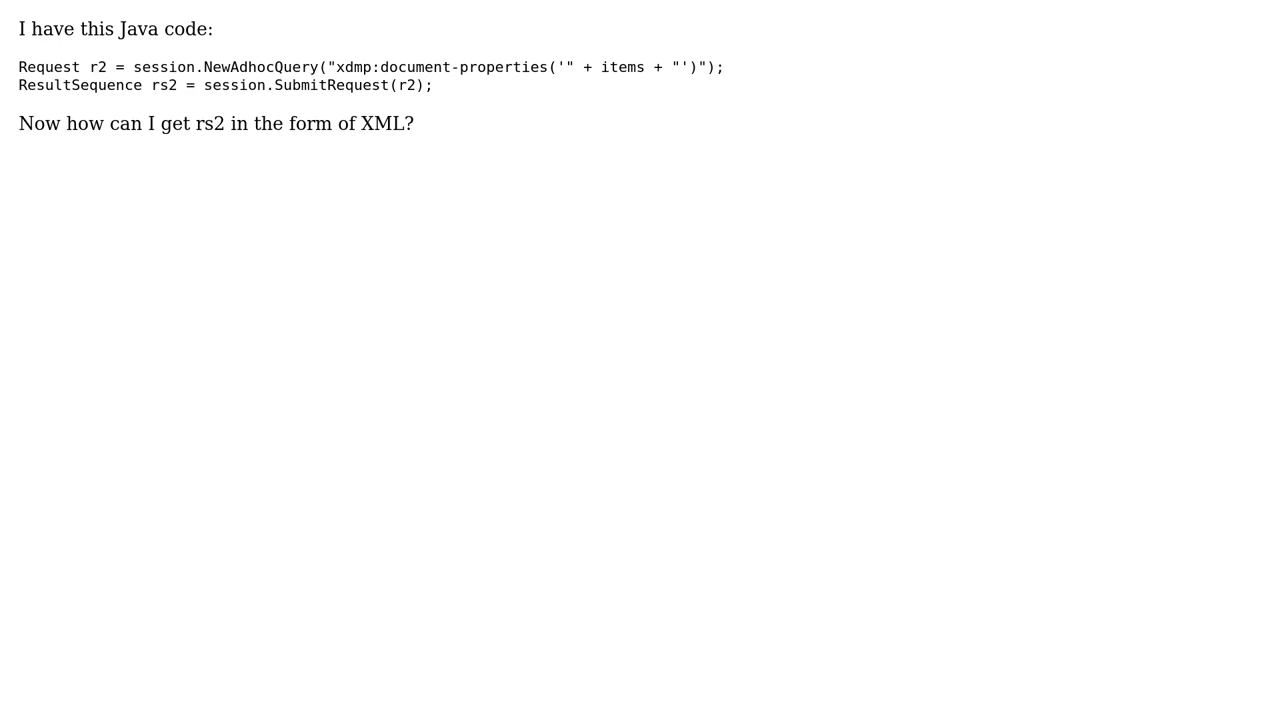 I have this Java code:
Request r2 = session.NewAdhocQuery("xdmp:document-properties('" + items + "')");
ResultSequence rs2 = session.SubmitRequest(r2);
Now how can I get rs2 in the form of XML?